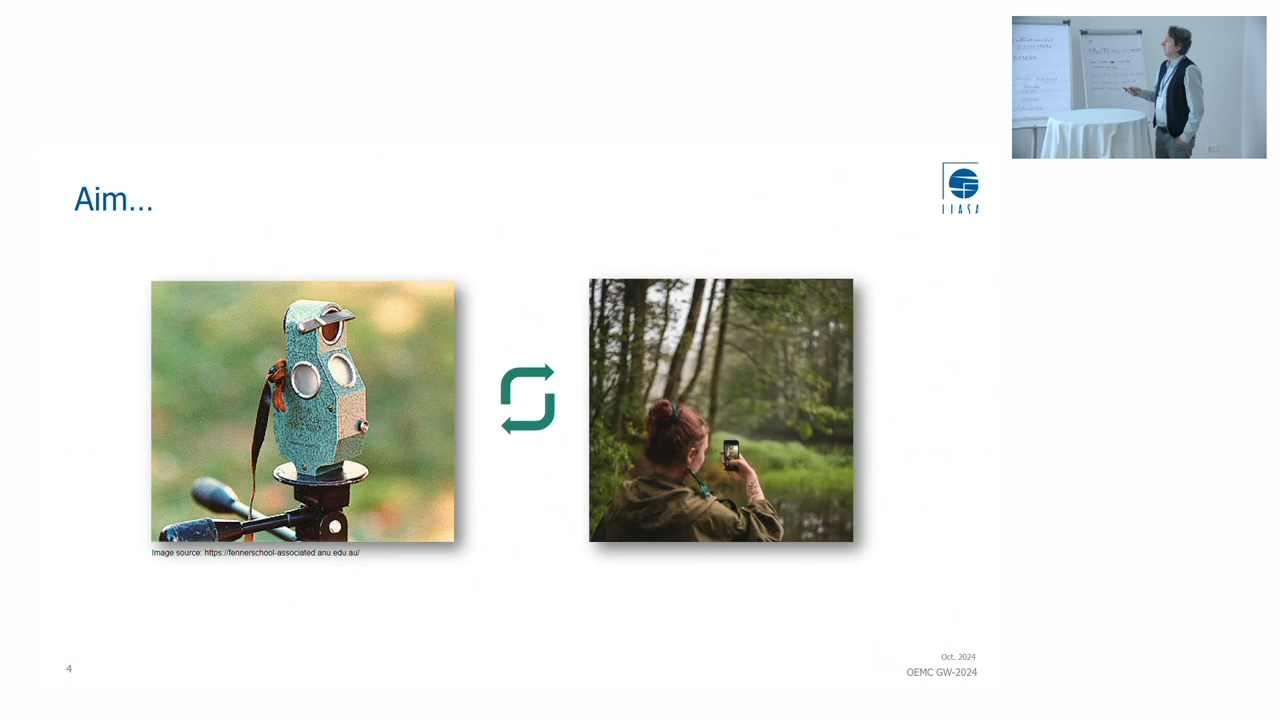 Aim...
IIASA
Image source: https://fennerschool-associated.anu.edu.au/
4
Oct. 2024
OEMC GW-2024